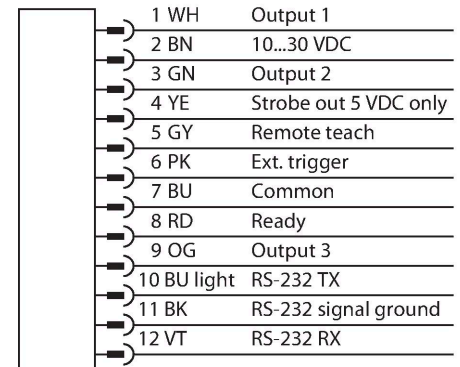 1 WH Output 1
2 BN 10...30 VDC
3 GN Output 2
4 YE Strobe out 5 VDC only
5 GY Remote teach
6 PK Ext. trigger
7 BU Common
8 RD Ready
9 OG Output 3
10 BU light RS-232 TX
11 BK RS-232 signal ground
12 VT RS-232 RX